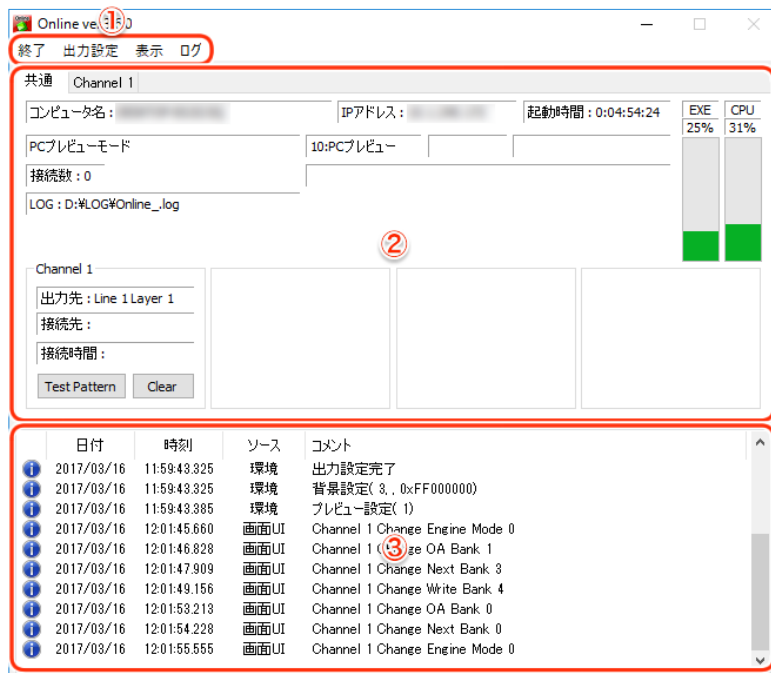 ①
Online ve
終了 出力設定 表示 ログ
共通 Channel 1
コンピュータ名： IPアドレス： 起動時間：0:04:54:24 EXE CPU
25% 31%
PCプレビューモード 10:PCプレビュー
接続数：0
LOG : D:¥LOG¥Online_.log
②
Channel 1
出力先：Line 1 Layer 1
接続先：
接続時間：
Test Pattern Clear
日付 時刻 ソース コメント
2017/03/16 11:59:43.325 環境 出力設定完了
2017/03/16 11:59:43.325 環境 背景設定( 3, , 0xFF000000)
2017/03/16 11:59:43.385 環境 プレビュー設定( 1)
2017/03/16 12:01:45.660 画面UI Channel 1 Change Engine Mode 0
2017/03/16 12:01:46.828 画面UI Channel 1 Change OA Bank 1
③
2017/03/16 12:01:47.909 画面UI Channel 1 Change Next Bank 3
2017/03/16 12:01:49.156 画面UI Channel 1 Change Write Bank 4
2017/03/16 12:01:53.213 画面UI Channel 1 Change OA Bank 0
2017/03/16 12:01:54.228 画面UI Channel 1 Change Next Bank 0
2017/03/16 12:01:55.555 画面UI Channel 1 Change Engine Mode 0